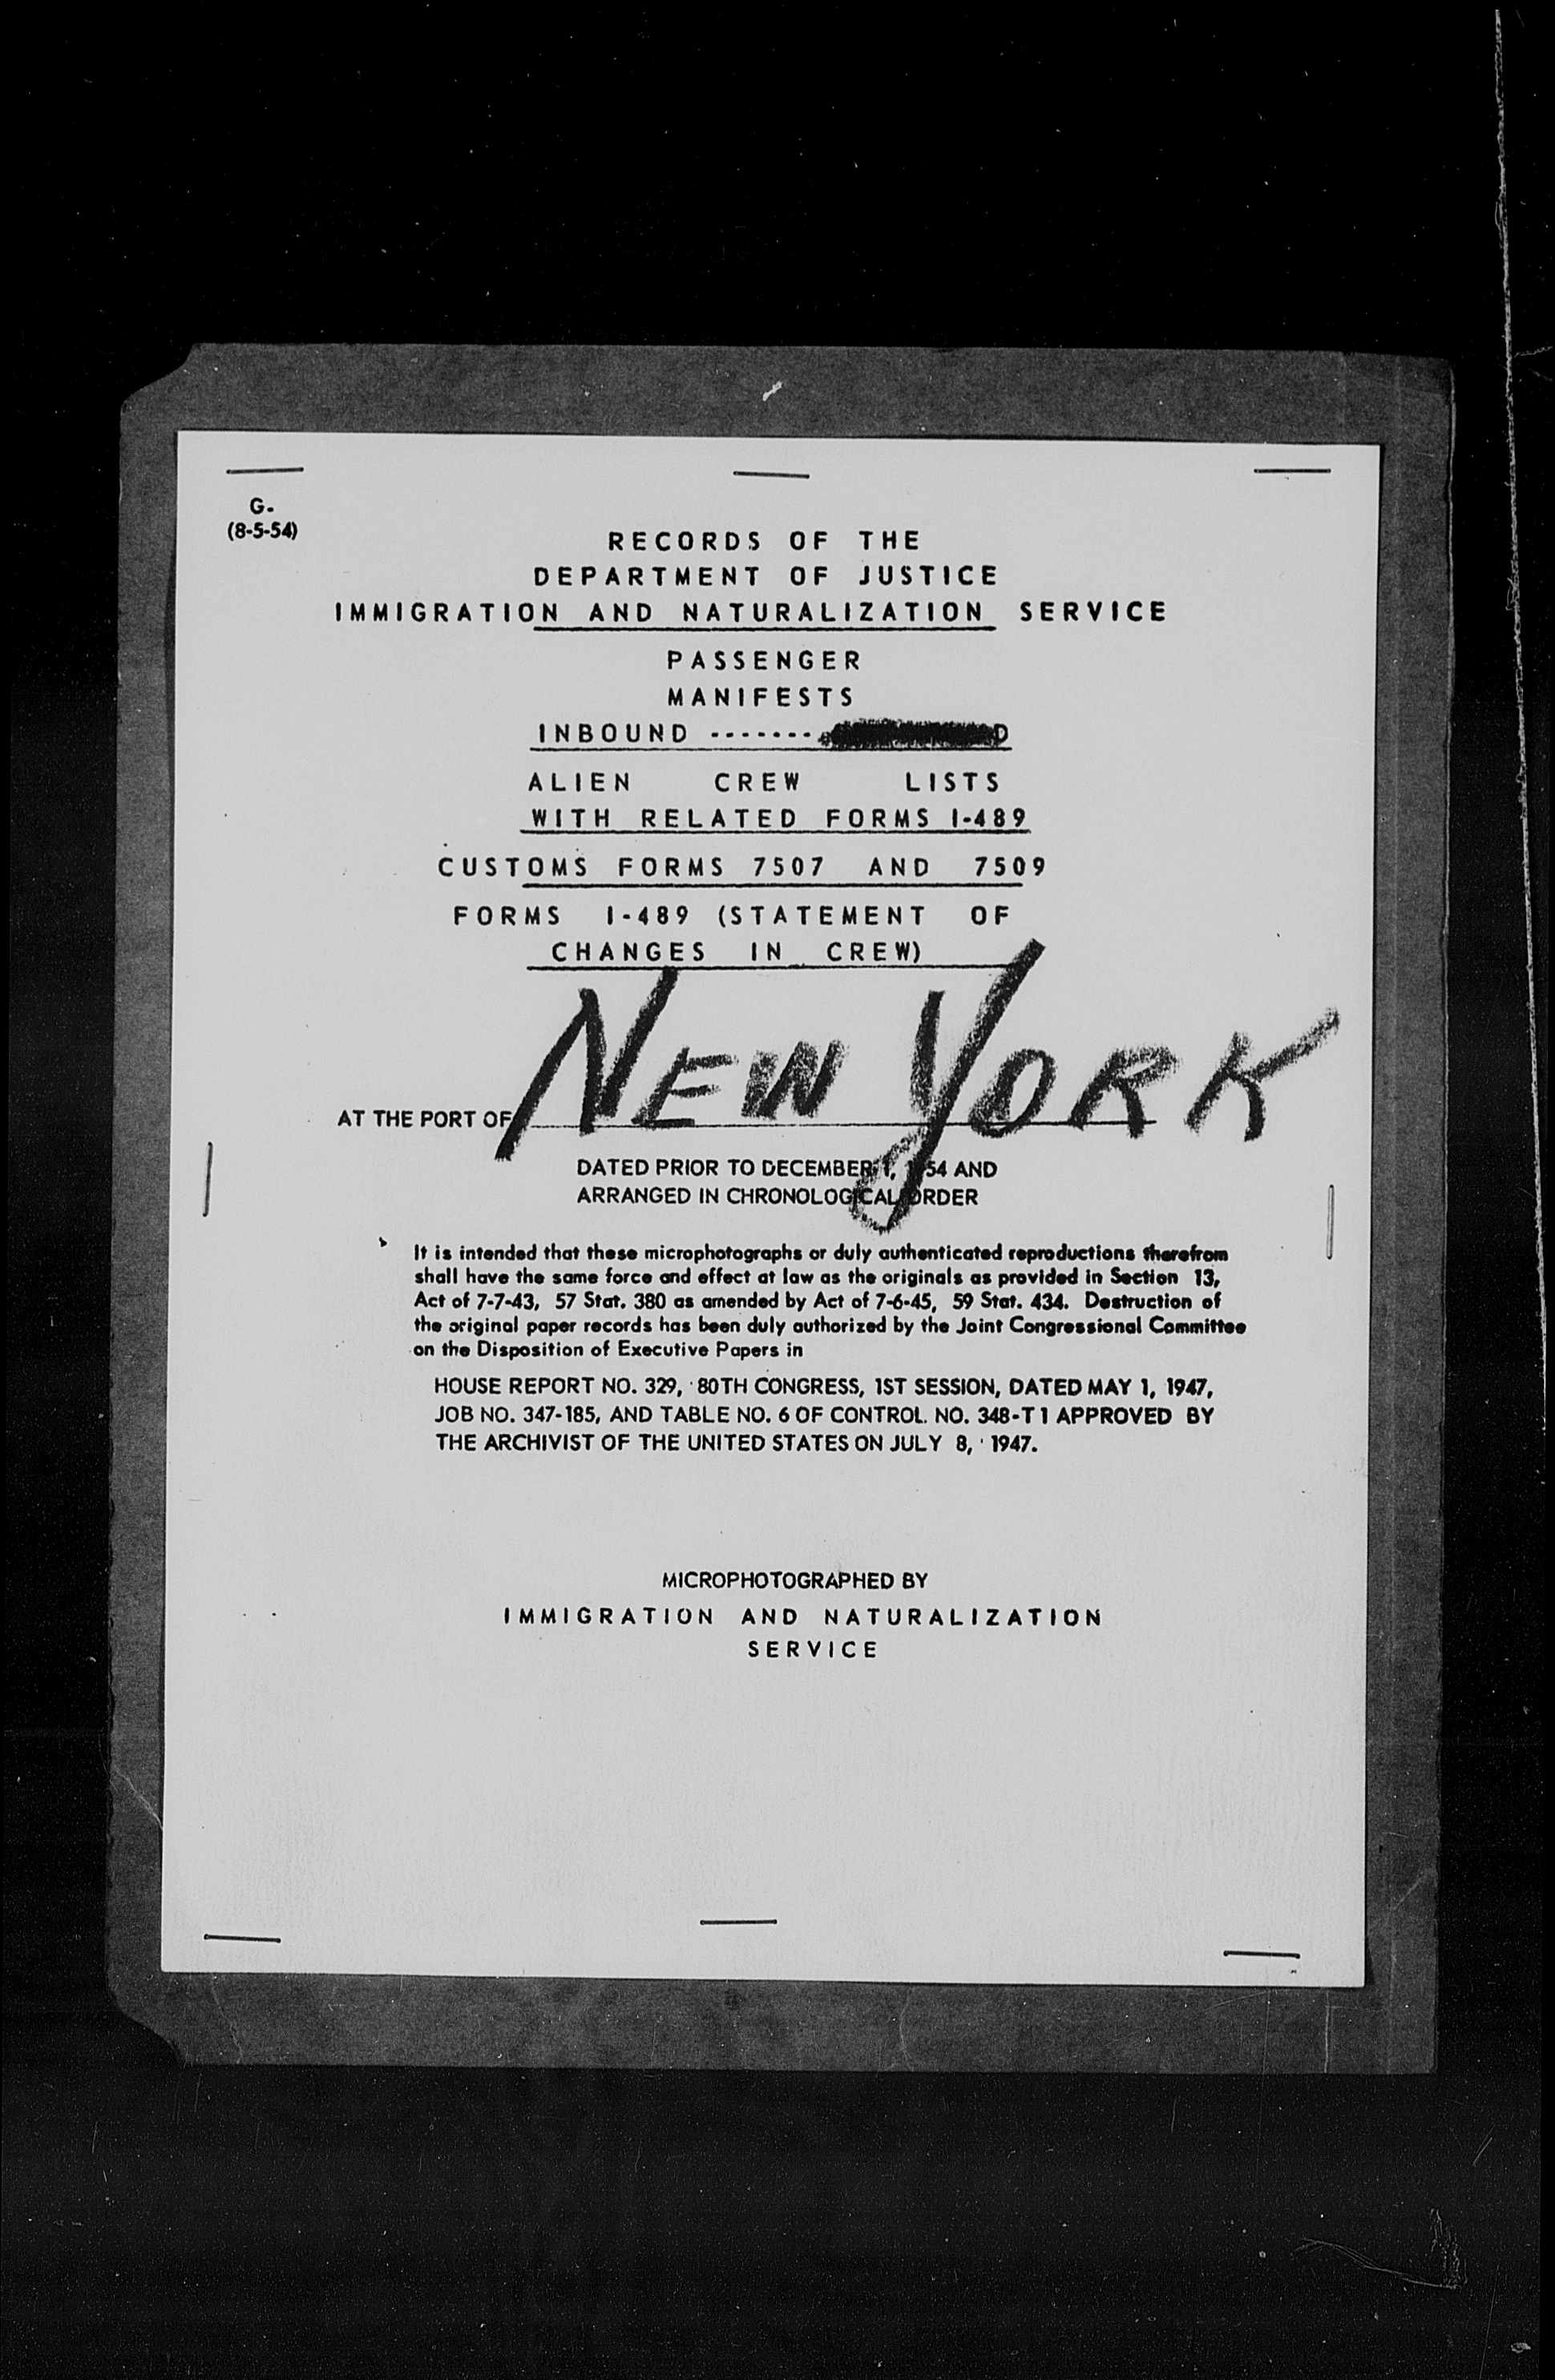 G-
(8-5-54)
RECORDS OF THE
DEPARTMENT OF JUSTICE
IMMIGRATION AND NATURALIZATION SERVICE
PASSENGER
MANIFESTS
INBOUND ------- D
ALIEN CREW LISTS
WITH RELATED FORMS I-489
CUSTOMS FORMS 7507 AND 7509
FORMS I-489 (STATEMENT OF
CHANGES IN CREW)
AT THE PORT OF NEW YORK
DATED PRIOR TO DECEMBER 1, 1954 AND
ARRANGED IN CHRONOLOGICAL ORDER
It is intended that these microphotographs or duly authenticated reproductions therefrom
shall have the same force and effect at law as the originals as provided in Section 13,
Act of 7-7-43, 57 Stat. 380 as amended by Act of 7-6-45, 59 Stat. 434. Destruction of
the original paper records has been duly authorized by the Joint Congressional Committee
on the Disposition of Executive Papers in
HOUSE REPORT NO. 329, 80TH CONGRESS, 1ST SESSION, DATED MAY 1, 1947,
JOB NO. 347-185, AND TABLE NO. 6 OF CONTROL NO. 348-T1 APPROVED BY
THE ARCHIVIST OF THE UNITED STATES ON JULY 8, 1947.
MICROPHOTOGRAPHED BY
IMMIGRATION AND NATURALIZATION
SERVICE